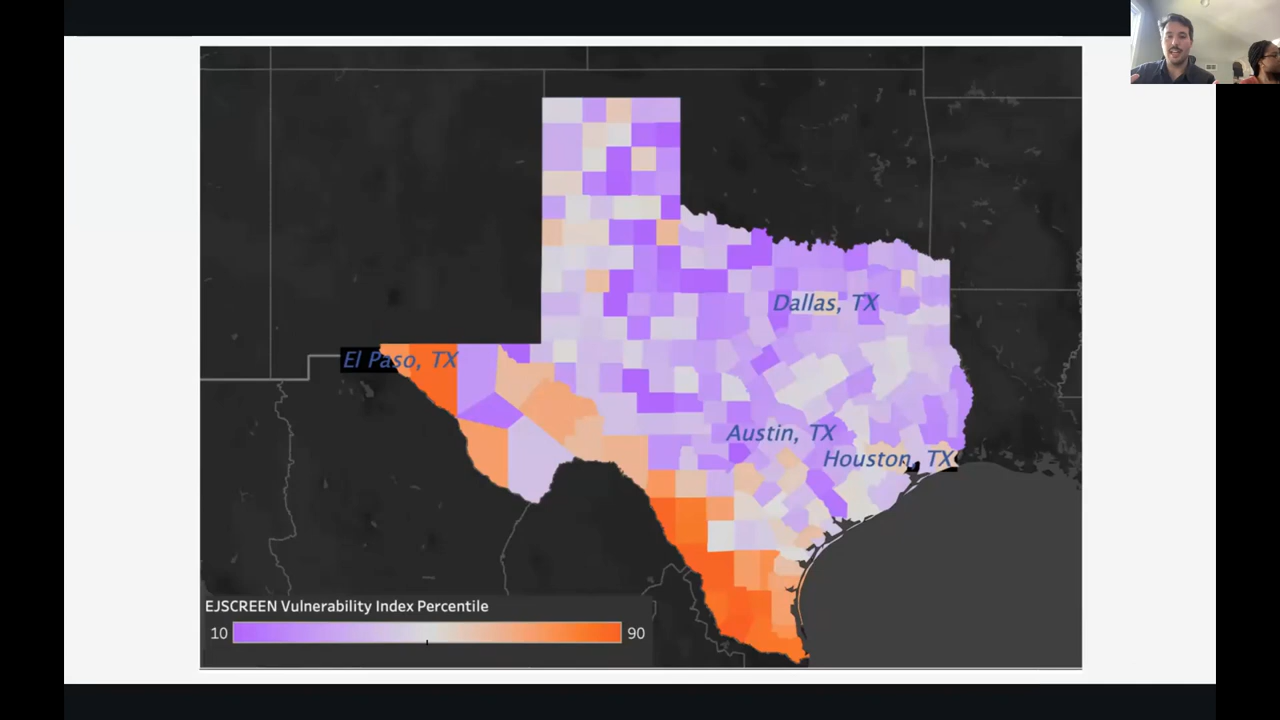 Dallas, TX
El Paso, TX
Austin, TX
Houston, TX
EJSCREEN Vulnerability Index Percentile
10 90